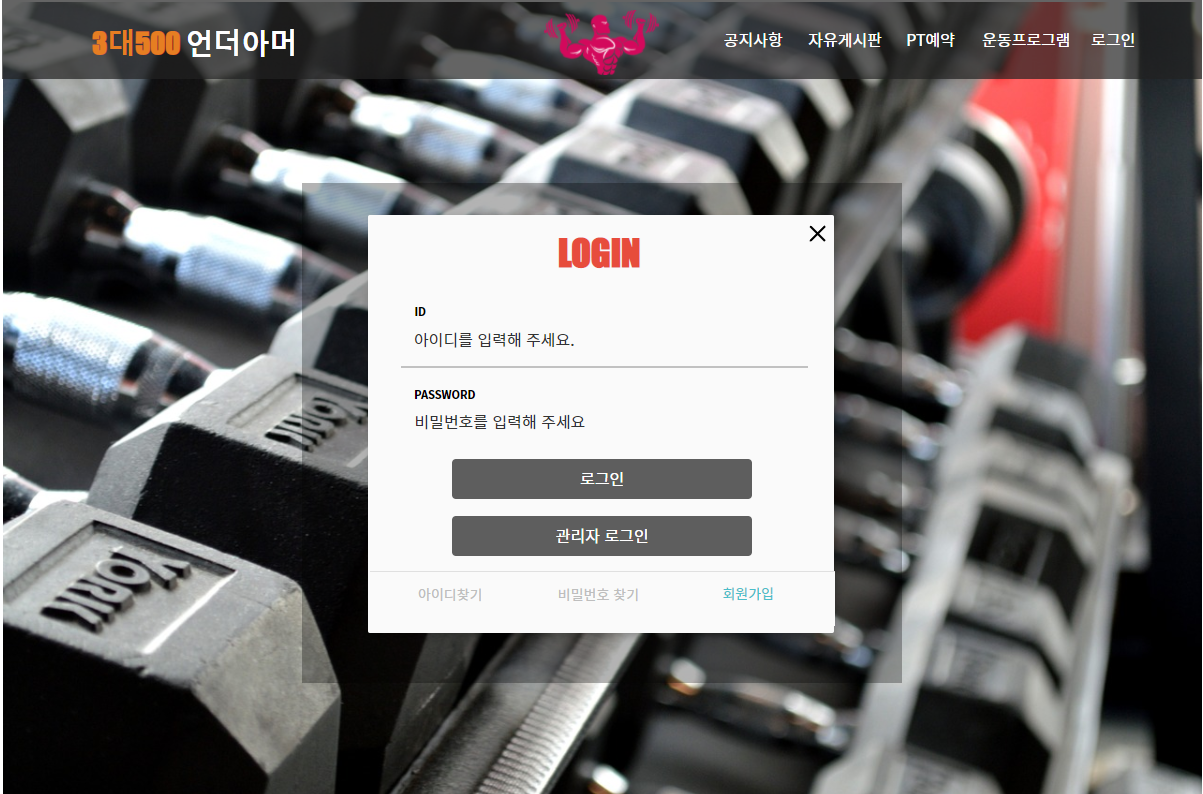 3대500 언더아머
공지사항 자유게시판 PT예약 운동프로그램 로그인
LOGIN
ID
아이디를 입력해 주세요.
PASSWORD
비밀번호를 입력해 주세요
로그인
관리자 로그인
아이디찾기 비밀번호 찾기 회원가입
YORK
YORK